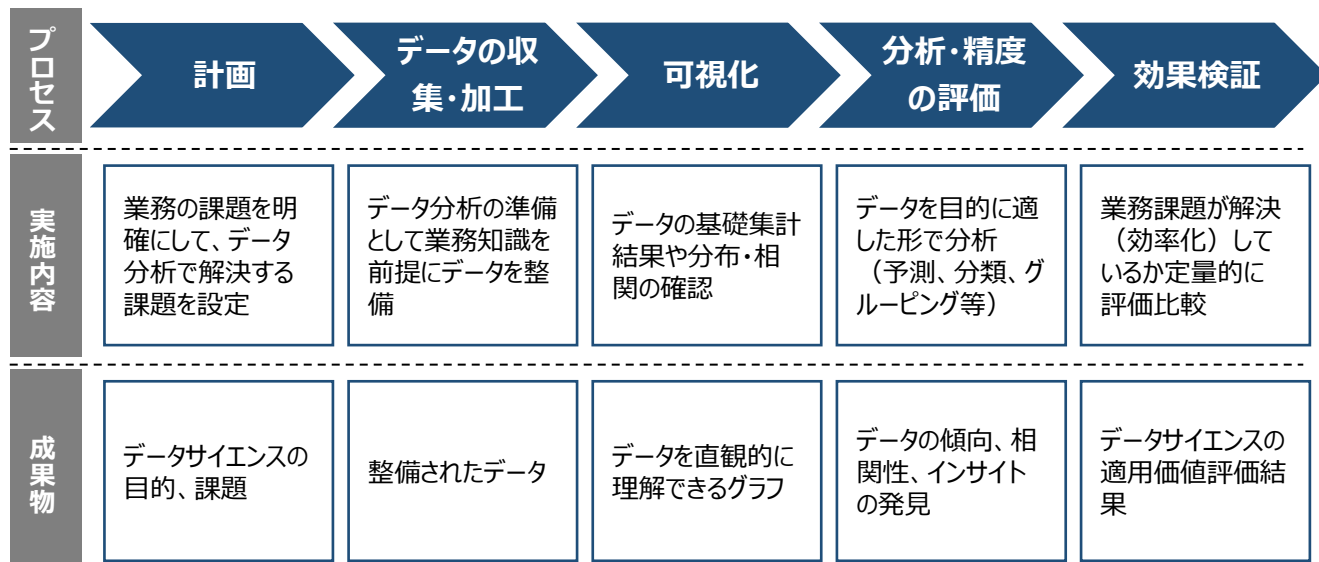 プロセス
計画
データの収
集・加工
可視化
分析・精度
の評価
効果検証
実施内容
業務の課題を明
確にして、データ
分析で解決する
課題を設定
データ分析の準備
として業務知識を
前提にデータを整
備
データの基礎集計
結果や分布・相
関の確認
データを目的に適
した形で分析
（予測、分類、グ
ルーピング等）
業務課題が解決
（効率化）して
いるか定量的に
評価比較
成果物
データサイエンスの
目的、課題
整備されたデータ
データを直観的に
理解できるグラフ
データの傾向、相
関性、インサイト
の発見
データサイエンスの
適用価値評価結
果